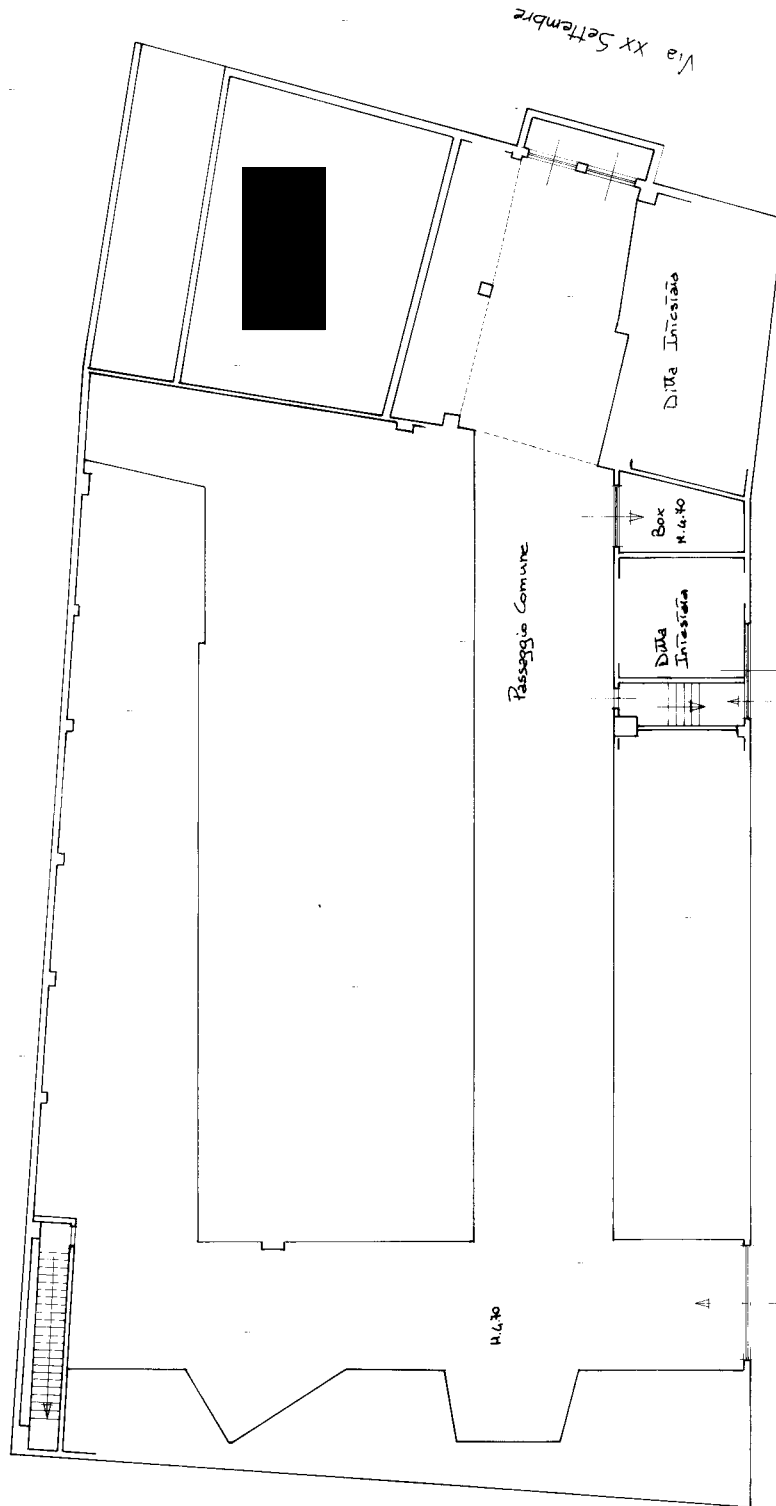 Via XX Settembre
Ditta Intestata
Box
H.4.70
Ditta
Intestata
Passaggio Comune
H.4.70